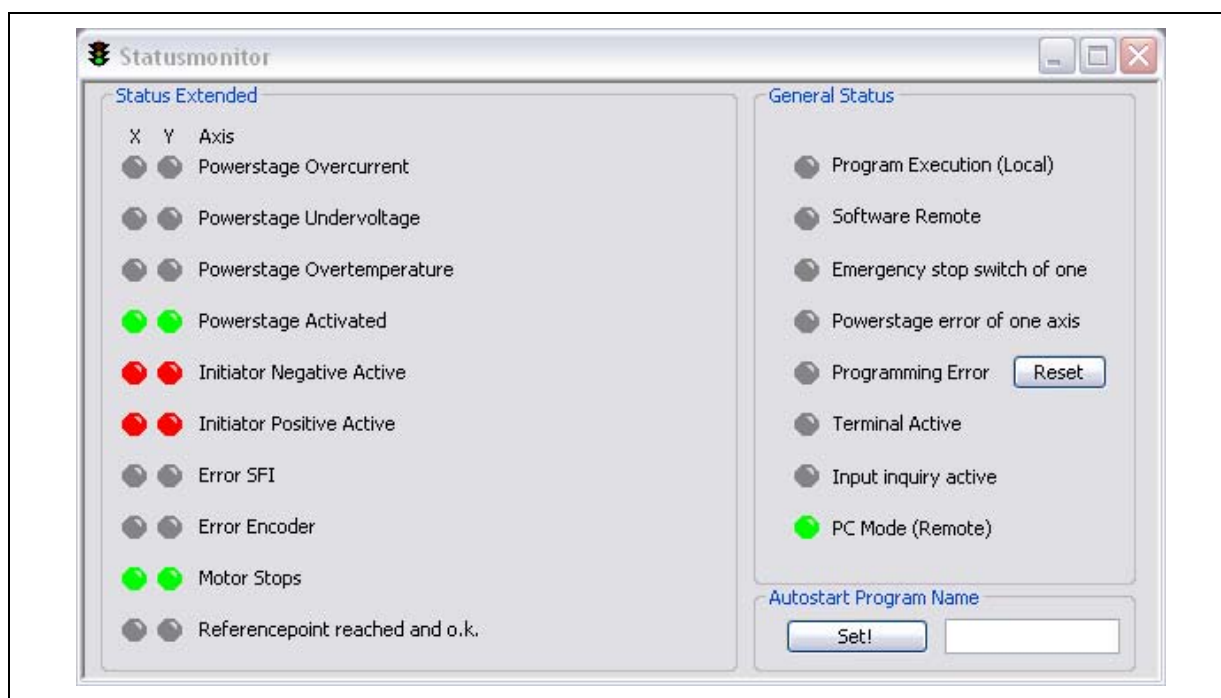 Statusmonitor
Status Extended
X Y Axis
Powerstage Overcurrent
Powerstage Undervoltage
Powerstage Overtemperature
Powerstage Activated
Initiator Negative Active
Initiator Positive Active
Error SFI
Error Encoder
Motor Stops
Referencepoint reached and o.k.
General Status
Program Execution (Local)
Software Remote
Emergency stop switch of one
Powerstage error of one axis
Programming Error Reset
Terminal Active
Input inquiry active
PC Mode (Remote)
Autostart Program Name
Set!